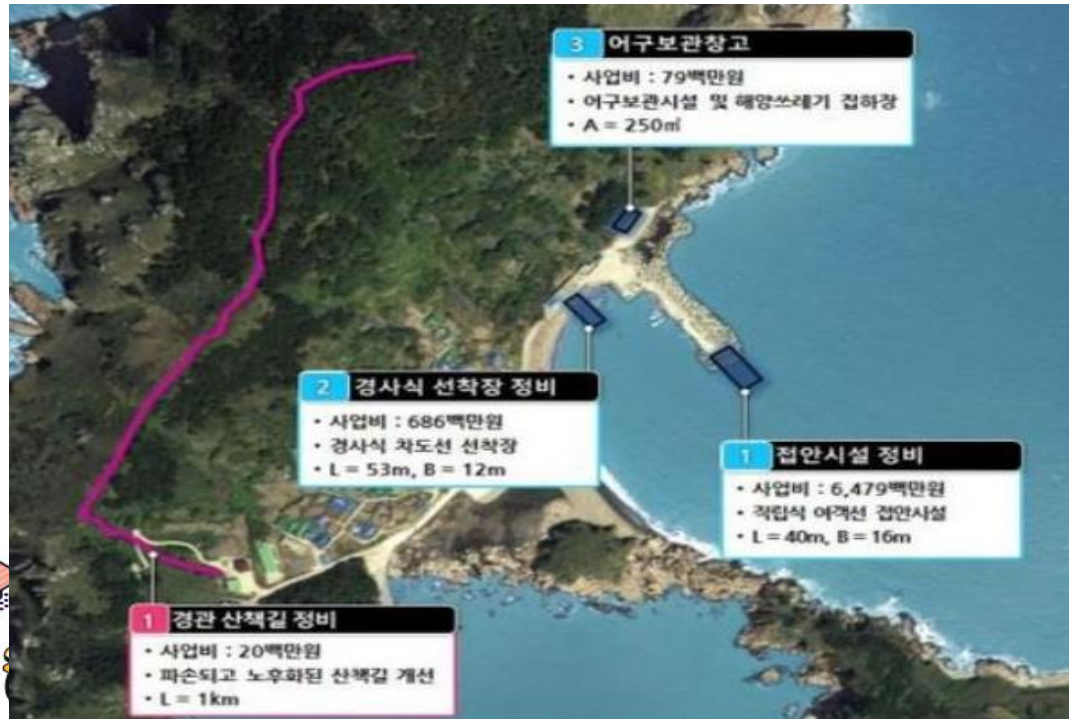 3 어구보관창고
• 사업비 : 79백만원
• 어구보관시설 및 해양쓰레기 집하장
• A = 250㎡
2 경사식 선착장 정비
• 사업비 : 686백만원
• 경사식 차도선 선착장
• L = 53m, B = 12m
1 접안시설 정비
• 사업비 : 6,479백만원
• 직립식 여객선 접안시설
• L = 40m, B = 16m
1 경관 산책길 정비
• 사업비 : 20백만원
• 파손되고 노후화된 산책길 개선
• L = 1km